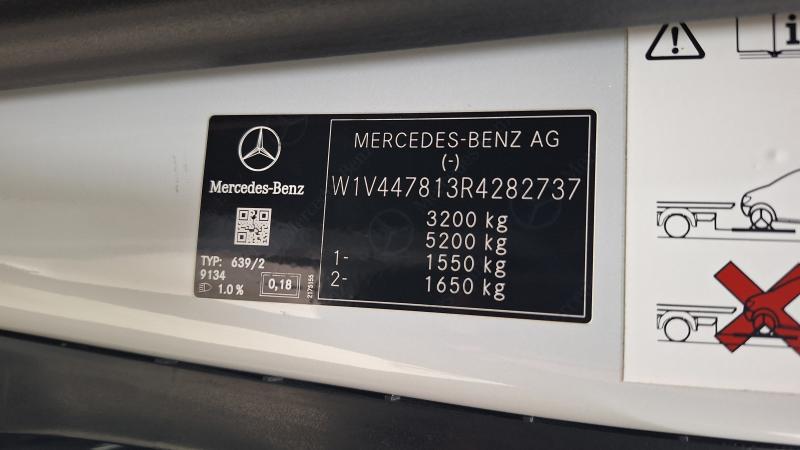 Mercedes-Benz
TYP: 639/2
9134
1.0 %
0,18
2175155
MERCEDES-BENZ AG
(-)
W1V447813R4282737
3200 kg
5200 kg
1- 1550 kg
2- 1650 kg
i